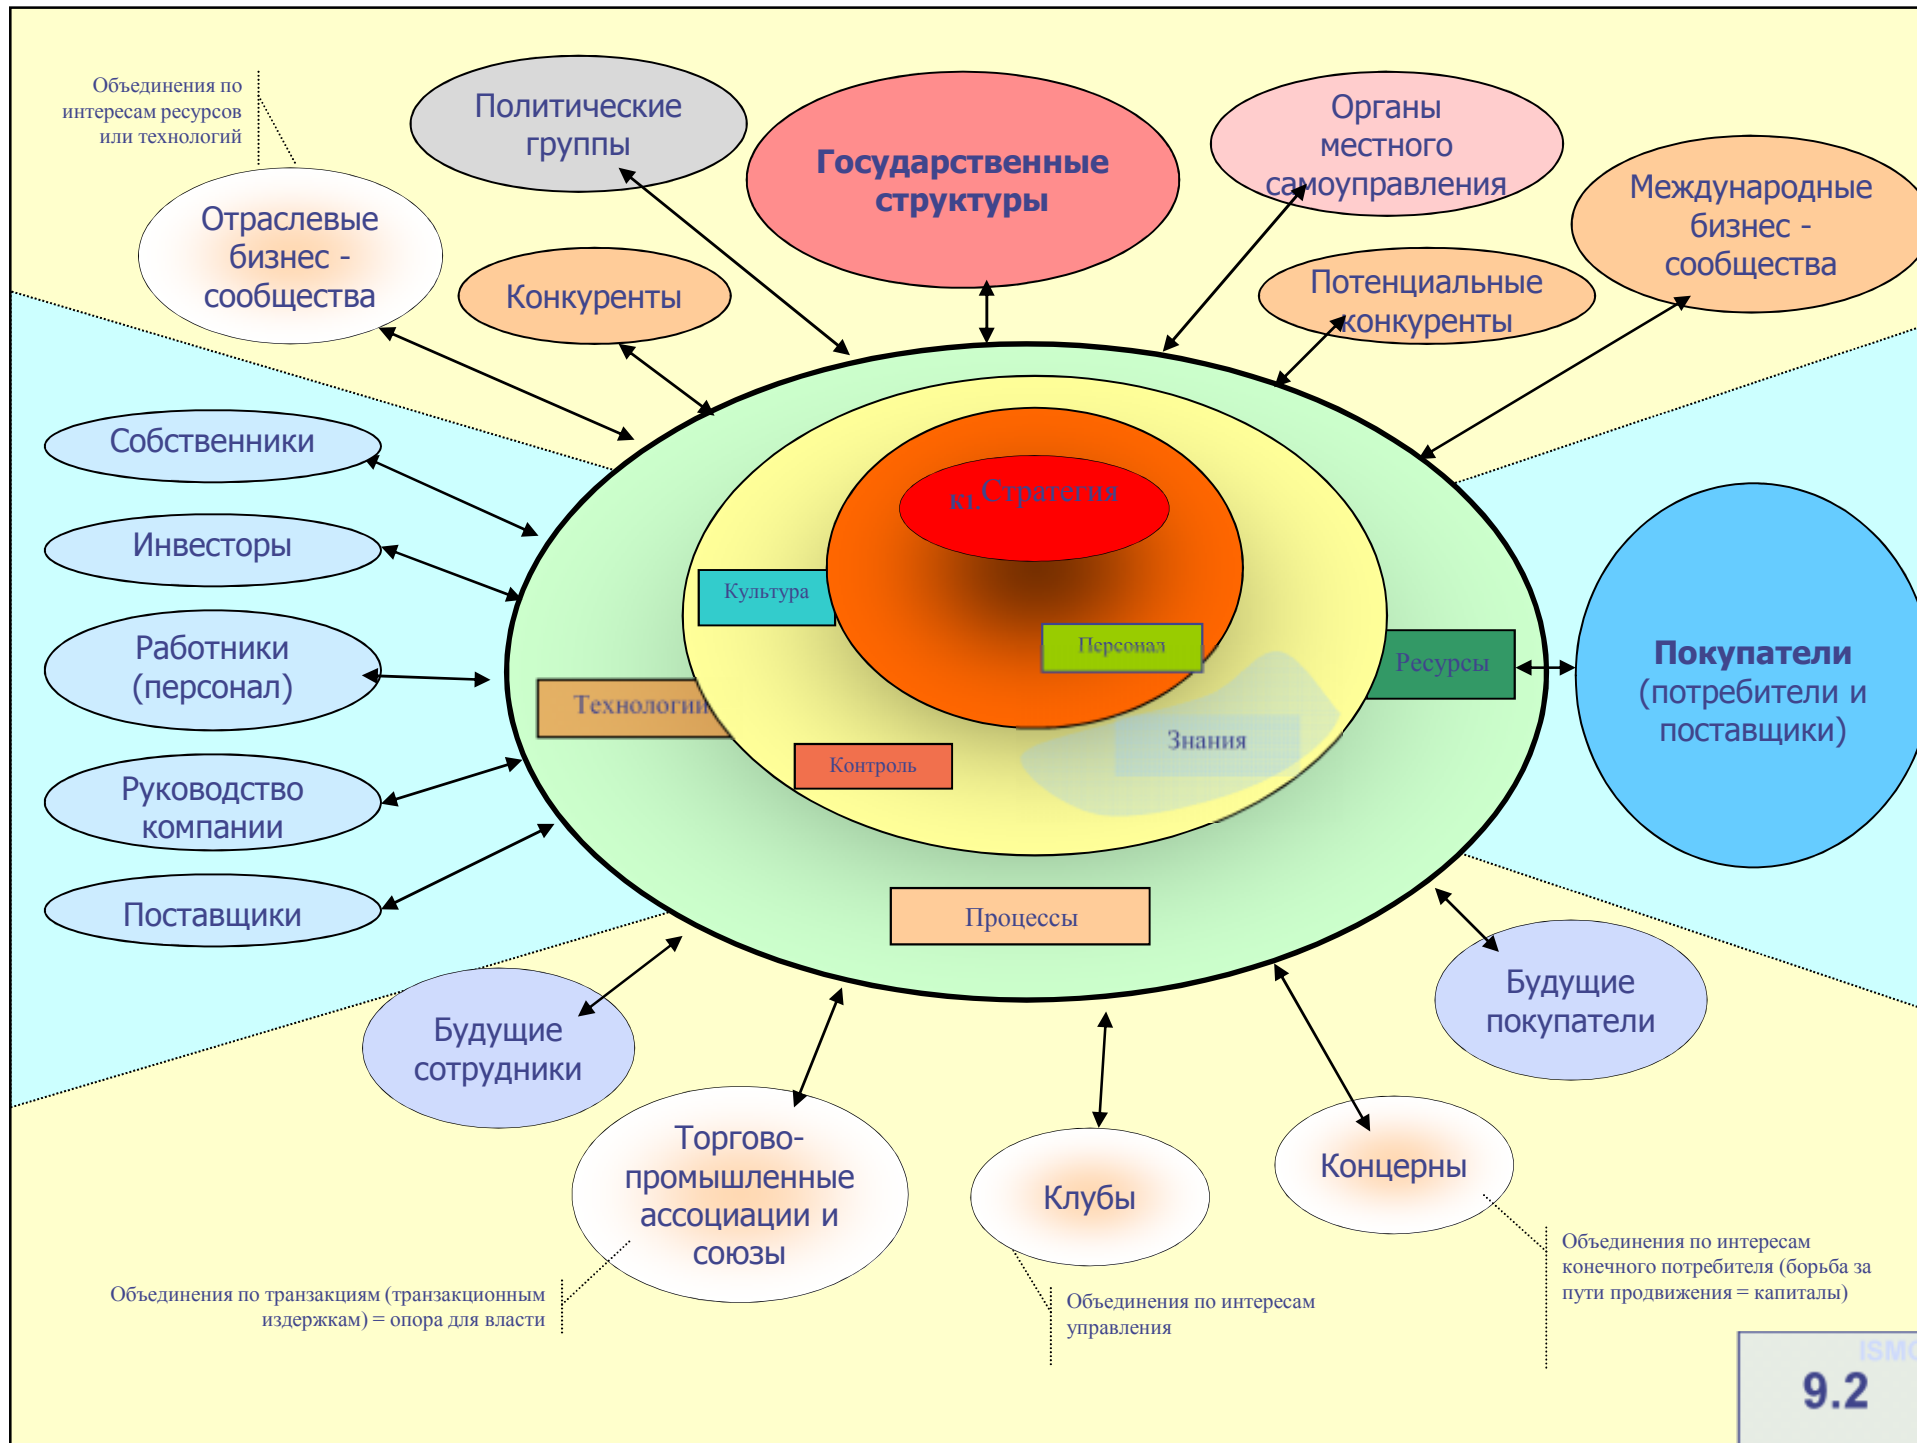 Объединения по
интересам ресурсов
или технологий
Политические
группы
Государственные
структуры
Органы
местного
самоуправления
Международные
бизнес -
сообщества
Отраслевые
бизнес -
сообщества
Конкуренты
Потенциальные
конкуренты
Собственники
Инвесторы
Работники
(персонал)
Руководство
компании
Поставщики
Стратегия
Культура
Персонал
Ресурсы
Технологии
Знания
Контроль
Процессы
Покупатели
(потребители и
поставщики)
Будущие
сотрудники
Будущие
покупатели
Торгово-
промышленные
ассоциации и
союзы
Клубы
Концерны
Объединения по транзакциям (транзакционным
издержкам) = опора для власти
Объединения по интересам
управления
Объединения по интересам
конечного потребителя (борьба за
пути продвижения = капиталы)
9.2